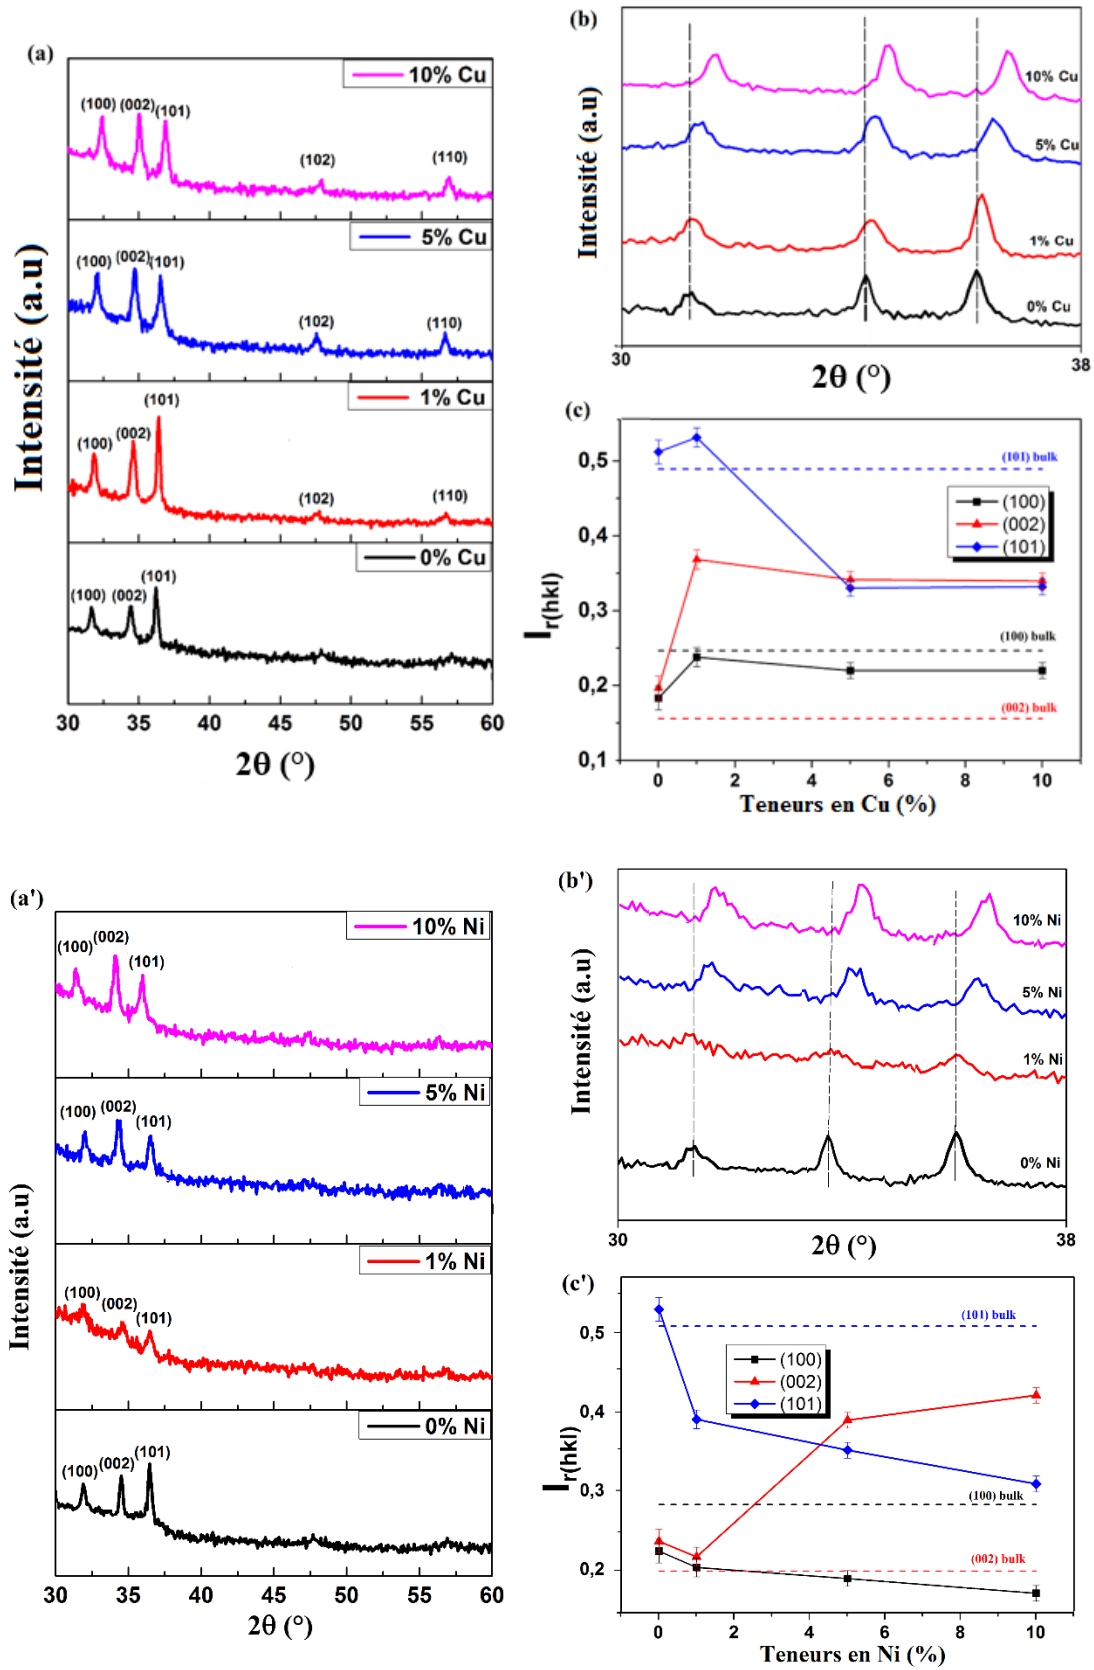 (a)
10% Cu
(100) (002) (101)
(102)
(110)
5% Cu
(100) (002) (101)
(102)
(110)
1% Cu
(101)
(100) (002)
(102)
(110)
0% Cu
(101)
(100) (002)
30 35 40 45 50 55 60
2θ (°)
Intensité (a.u)
(b)
10% Cu
5% Cu
1% Cu
0% Cu
30 38
2θ (°)
Intensité (a.u)
(c)
(101) bulk
(100)
(002)
(101)
(100) bulk
(002) bulk
0,5
0,4
0,3
0,2
0,1
Ir(hkl)
0 2 4 6 8 10
Teneurs en Cu (%)
(a')
10% Ni
(100) (002) (101)
5% Ni
(100) (002) (101)
1% Ni
(100) (002) (101)
0% Ni
(100) (002) (101)
30 35 40 45 50 55 60
2θ (°)
Intensité (a.u)
(b')
10% Ni
5% Ni
1% Ni
0% Ni
30 38
2θ (°)
Intensité (a.u)
(c')
(101) bulk
(100)
(002)
(101)
(100) bulk
(002) bulk
0,5
0,4
0,3
0,2
Ir(hkl)
0 2 4 6 8 10
Teneurs en Ni (%)